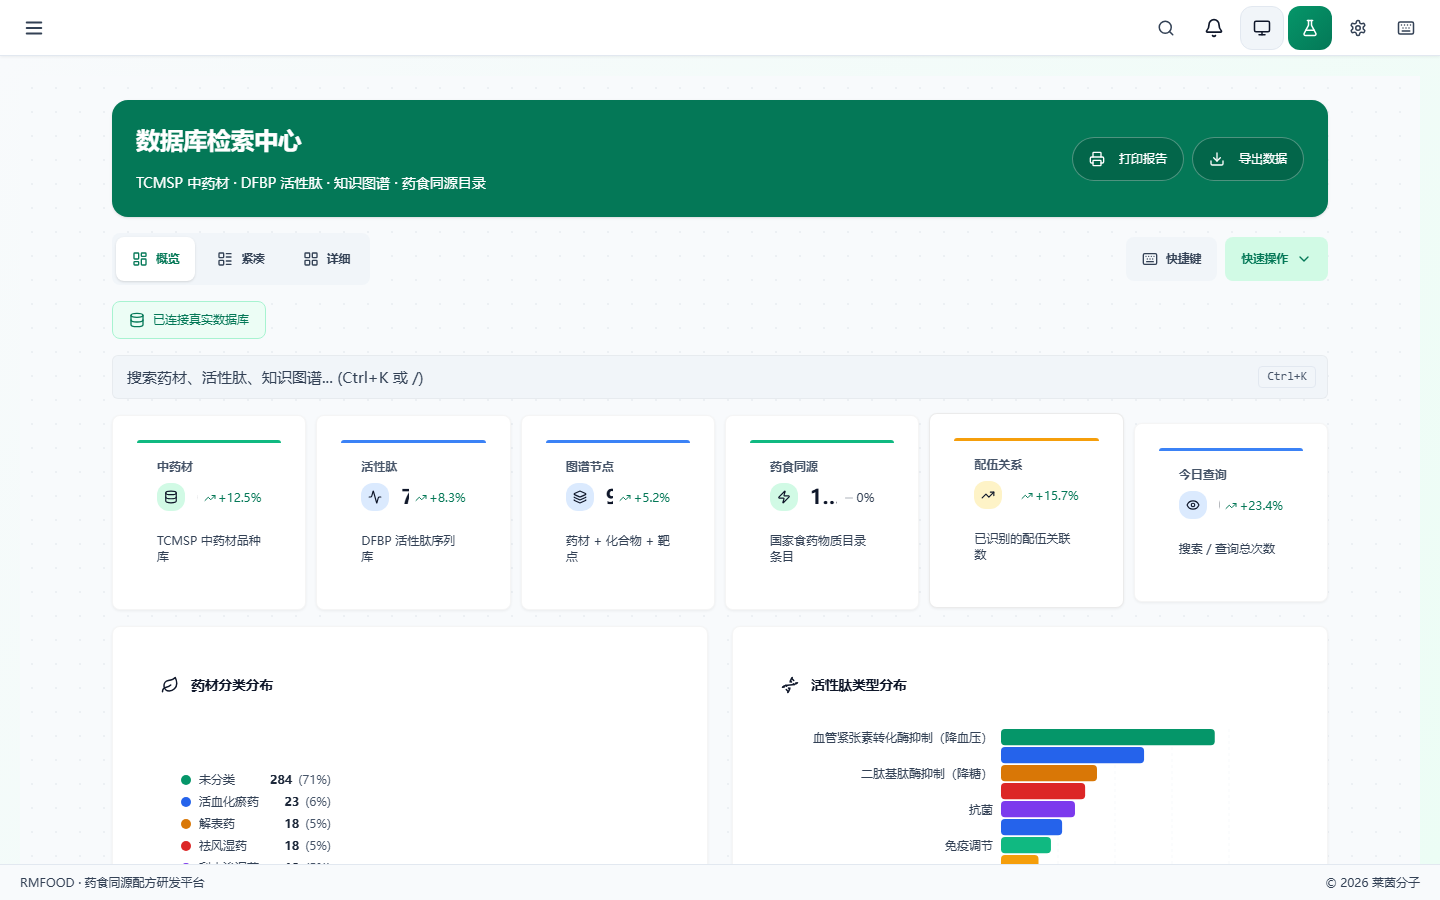 数据库检索中心
TCMSP 中药材 · DFBP 活性肽 · 知识图谱 · 药食同源目录
打印报告
导出数据
概览
紧凑
详细
快捷键
快速操作
已连接真实数据库
搜索药材、活性肽、知识图谱... (Ctrl+K 或 /)
Ctrl+K
中药材
+12.5%
TCMSP 中药材品种
库
活性肽
+8.3%
DFBP 活性肽序列
库
图谱节点
+5.2%
药材 + 化合物 + 靶
点
药食同源
1...
0%
国家食药物质目录
条目
配伍关系
+15.7%
已识别的配伍关联
数
今日查询
+23.4%
搜索 / 查询总次数
药材分类分布
未分类 284 (71%)
活血化瘀药 23 (6%)
解表药 18 (5%)
祛风湿药 18 (5%)
活性肽类型分布
血管紧张素转化酶抑制（降血压）
二肽基肽酶抑制（降糖）
抗菌
免疫调节
RMFOOD · 药食同源配方研发平台
© 2026 莱茵分子